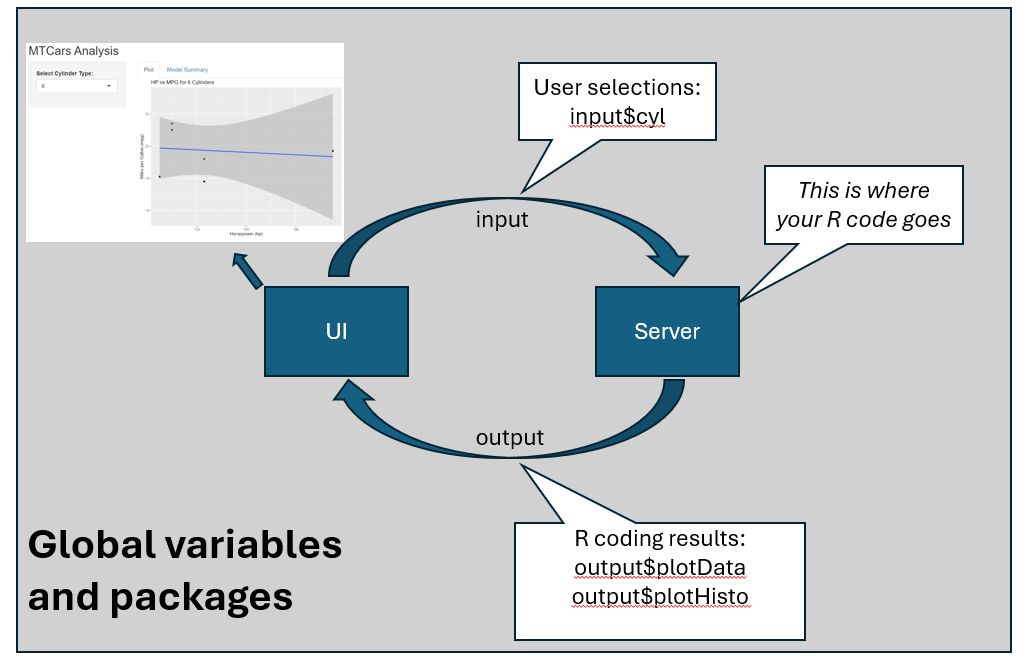 MTCars Analysis
Select Cylinder Type:
6
Plot Model Summary
HP vs MPG for 6 Cylinders
Miles per Gallon (mpg)
Horsepower (hp)
User selections:
input$cyl
This is where
your R code goes
input
UI
Server
output
R coding results:
output$plotData
output$plotHisto
Global variables
and packages